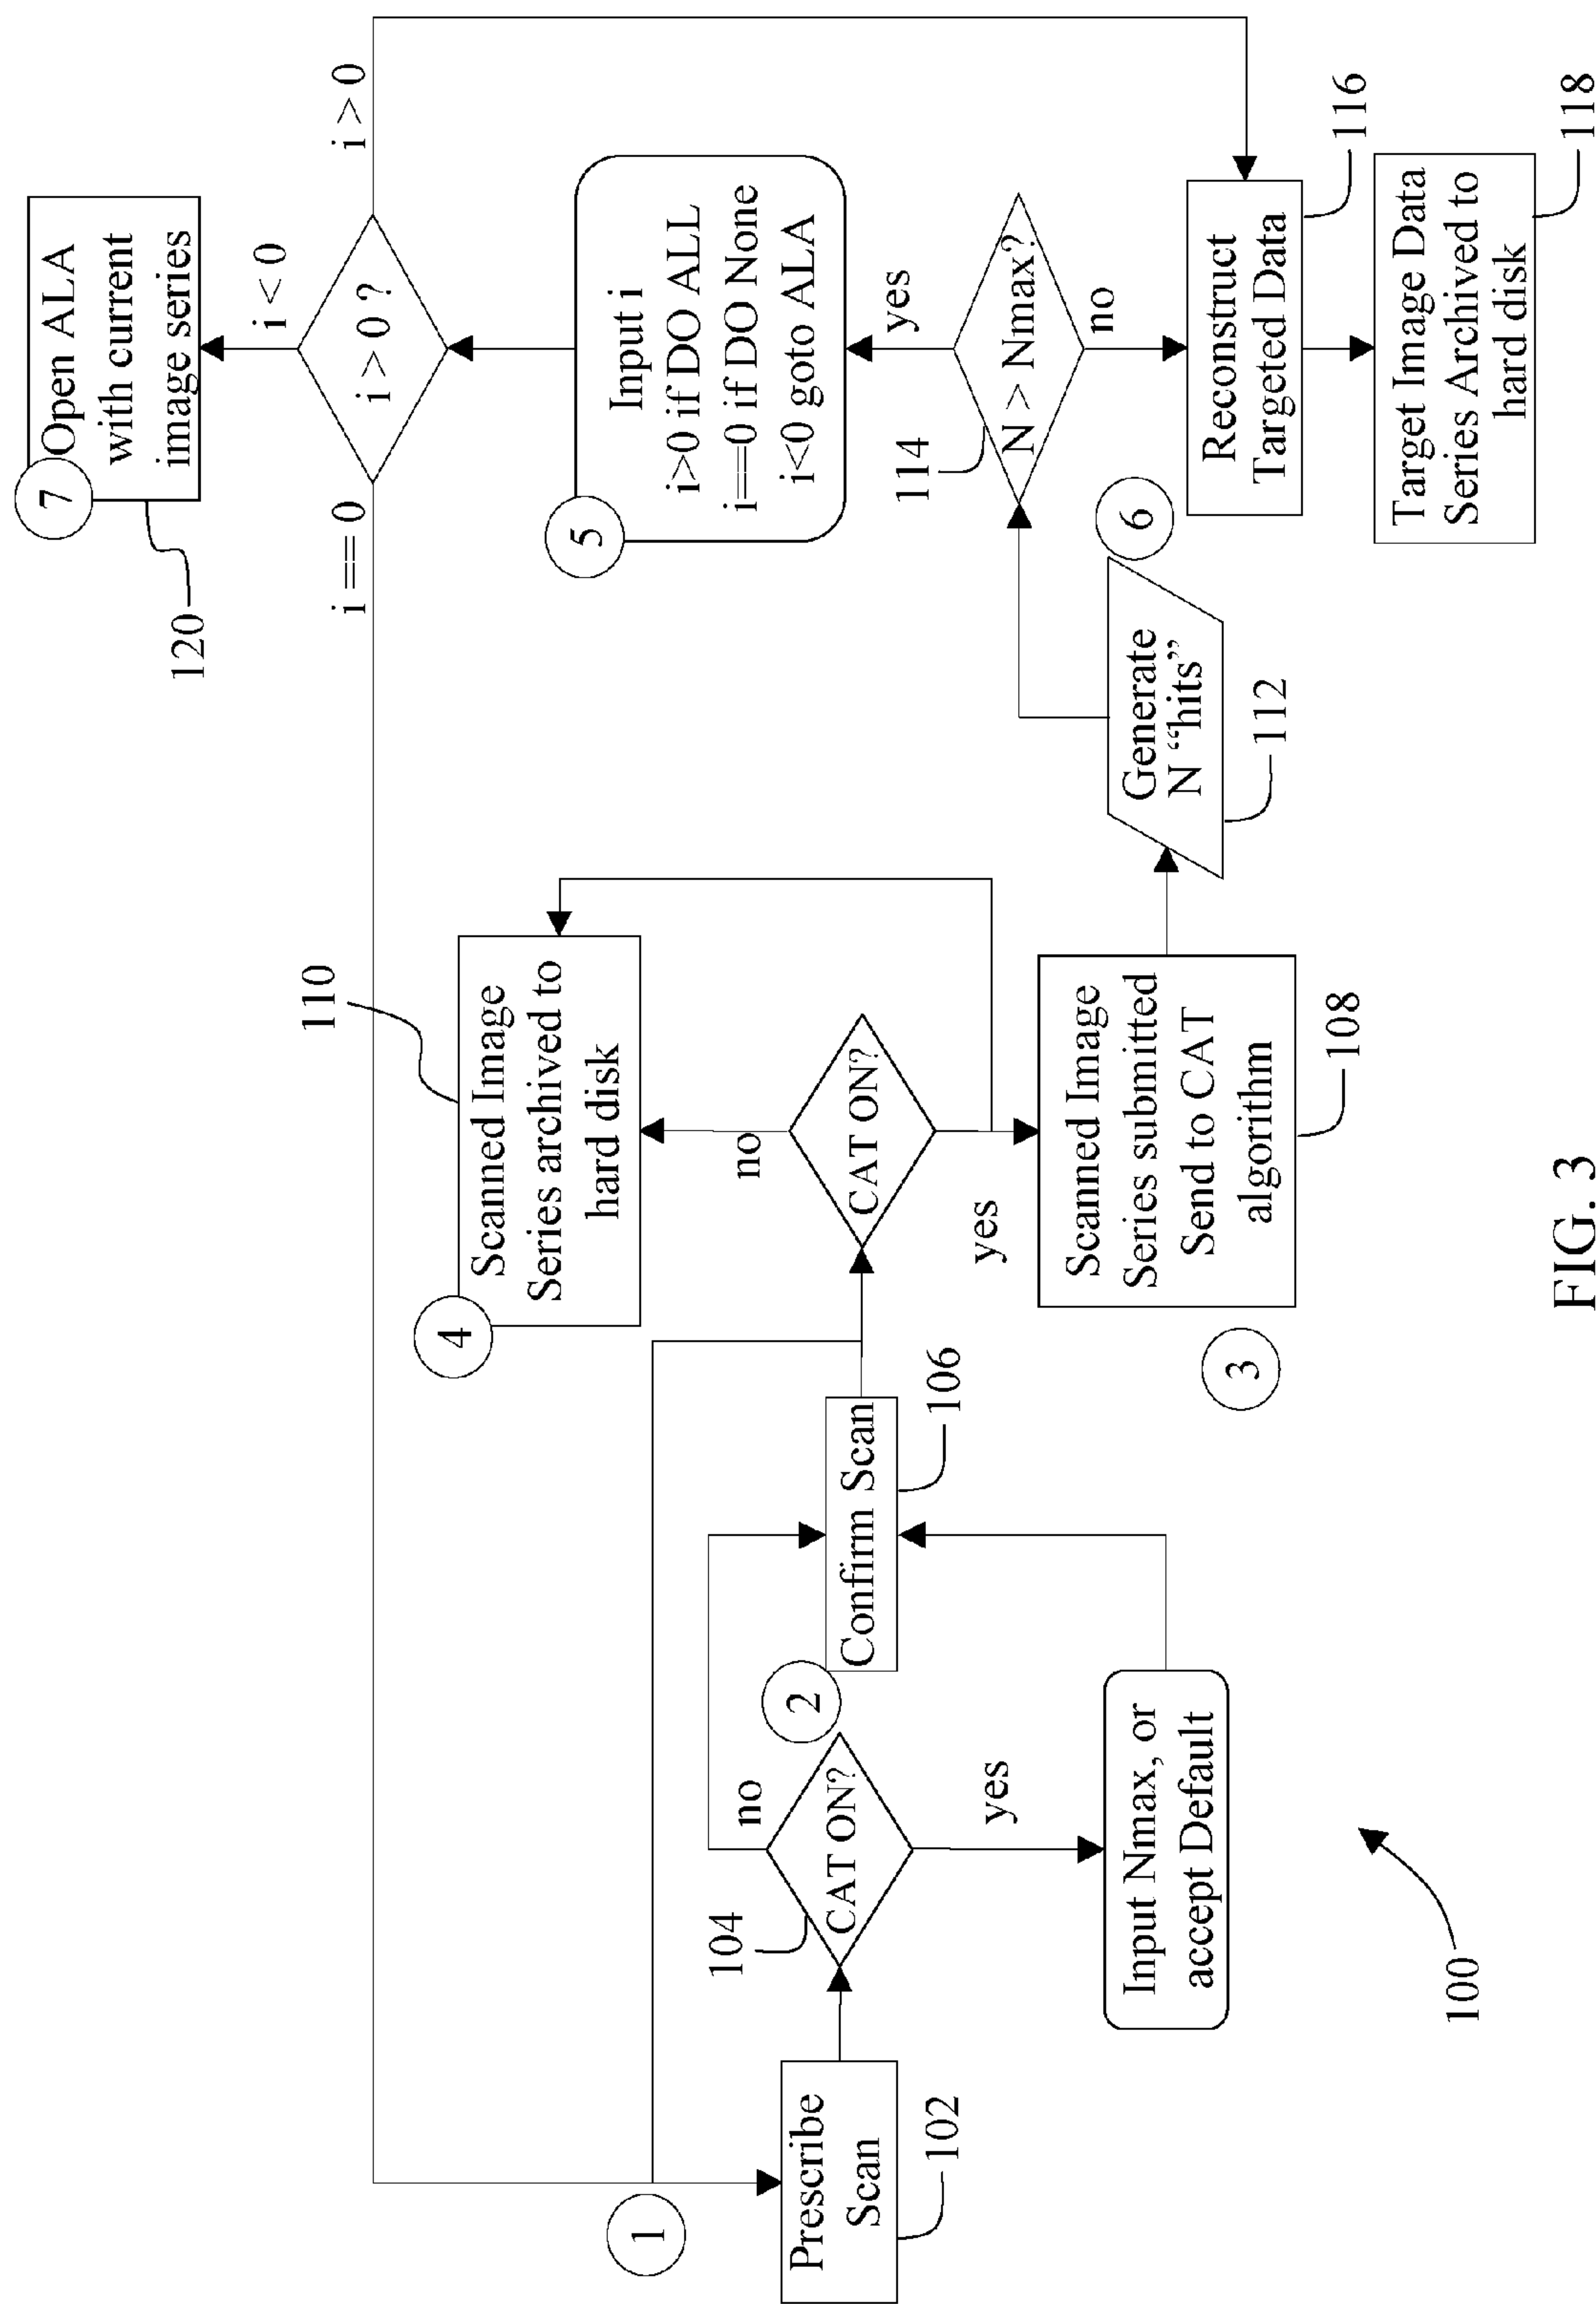 1
Prescribe
Scan
102
104
CAT ON?
no
yes
Input Nmax, or
accept Default
2
Confirm Scan
106
CAT ON?
no
yes
4
Scanned Image
Series archived to
hard disk
110
3
Scanned Image
Series submitted
Send to CAT
algorithm
108
Generate
N “hits”
112
114
N > Nmax?
yes
no
5
Input i
i>0 if DO ALL
i==0 if DO None
i<0 goto ALA
i > 0 ?
i == 0
i < 0
i > 0
7
Open ALA
with current
image series
120
6
Reconstruct
Targeted Data
116
Target Image Data
Series Archived to
hard disk
118
100
FIG. 3